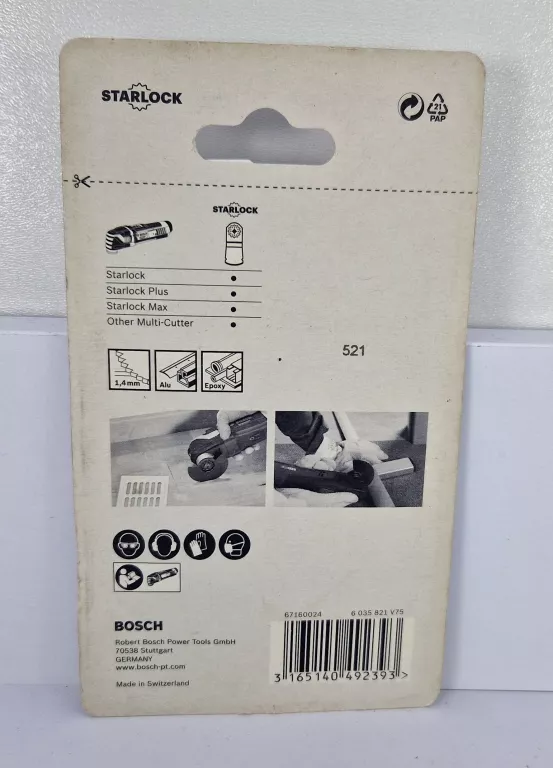 STARLOCK
21
PAP
STARLOCK
Starlock
Starlock Plus
Starlock Max
Other Multi-Cutter
521
1,4mm
Alu
Epoxy
BOSCH
Robert Bosch Power Tools GmbH
70538 Stuttgart
GERMANY
www.bosch-pt.com
Made in Switzerland
67160024 6 035 821 V75
3 165140 492393 >